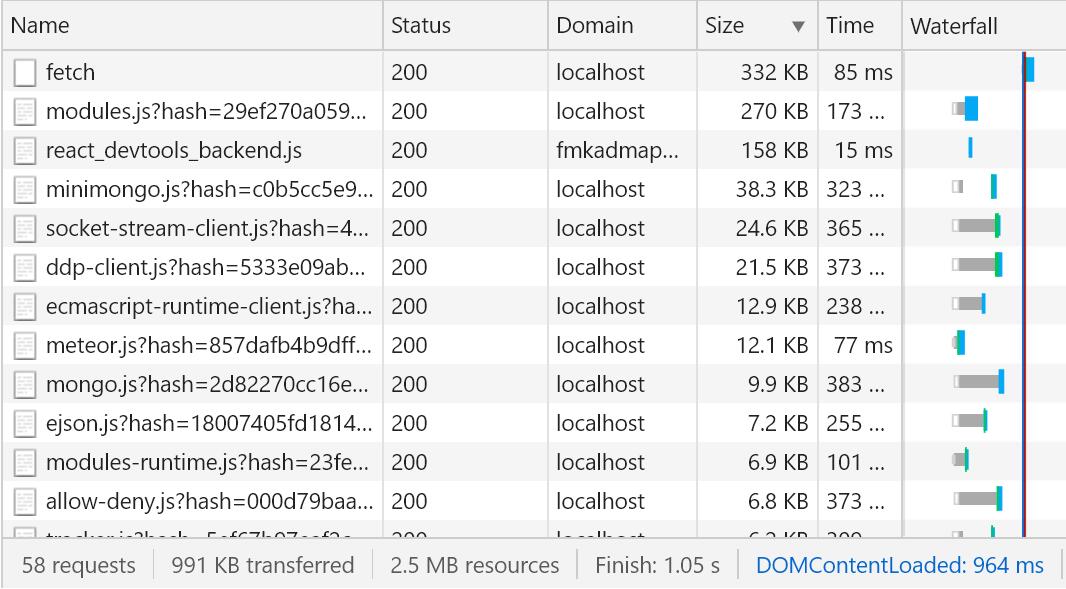 Name Status Domain Size ▼ Time Waterfall
fetch 200 localhost 332 KB 85 ms
modules.js?hash=29ef270a059... 200 localhost 270 KB 173 ...
react_devtools_backend.js 200 fmkadmap... 158 KB 15 ms
minimongo.js?hash=c0b5cc5e9... 200 localhost 38.3 KB 323 ...
socket-stream-client.js?hash=4... 200 localhost 24.6 KB 365 ...
ddp-client.js?hash=5333e09ab... 200 localhost 21.5 KB 373 ...
ecmascript-runtime-client.js?ha... 200 localhost 12.9 KB 238 ...
meteor.js?hash=857dafb4b9dff... 200 localhost 12.1 KB 77 ms
mongo.js?hash=2d82270cc16e... 200 localhost 9.9 KB 383 ...
ejson.js?hash=18007405fd1814... 200 localhost 7.2 KB 255 ...
modules-runtime.js?hash=23fe... 200 localhost 6.9 KB 101 ...
allow-deny.js?hash=000d79baa... 200 localhost 6.8 KB 373 ...
58 requests 991 KB transferred 2.5 MB resources Finish: 1.05 s DOMContentLoaded: 964 ms